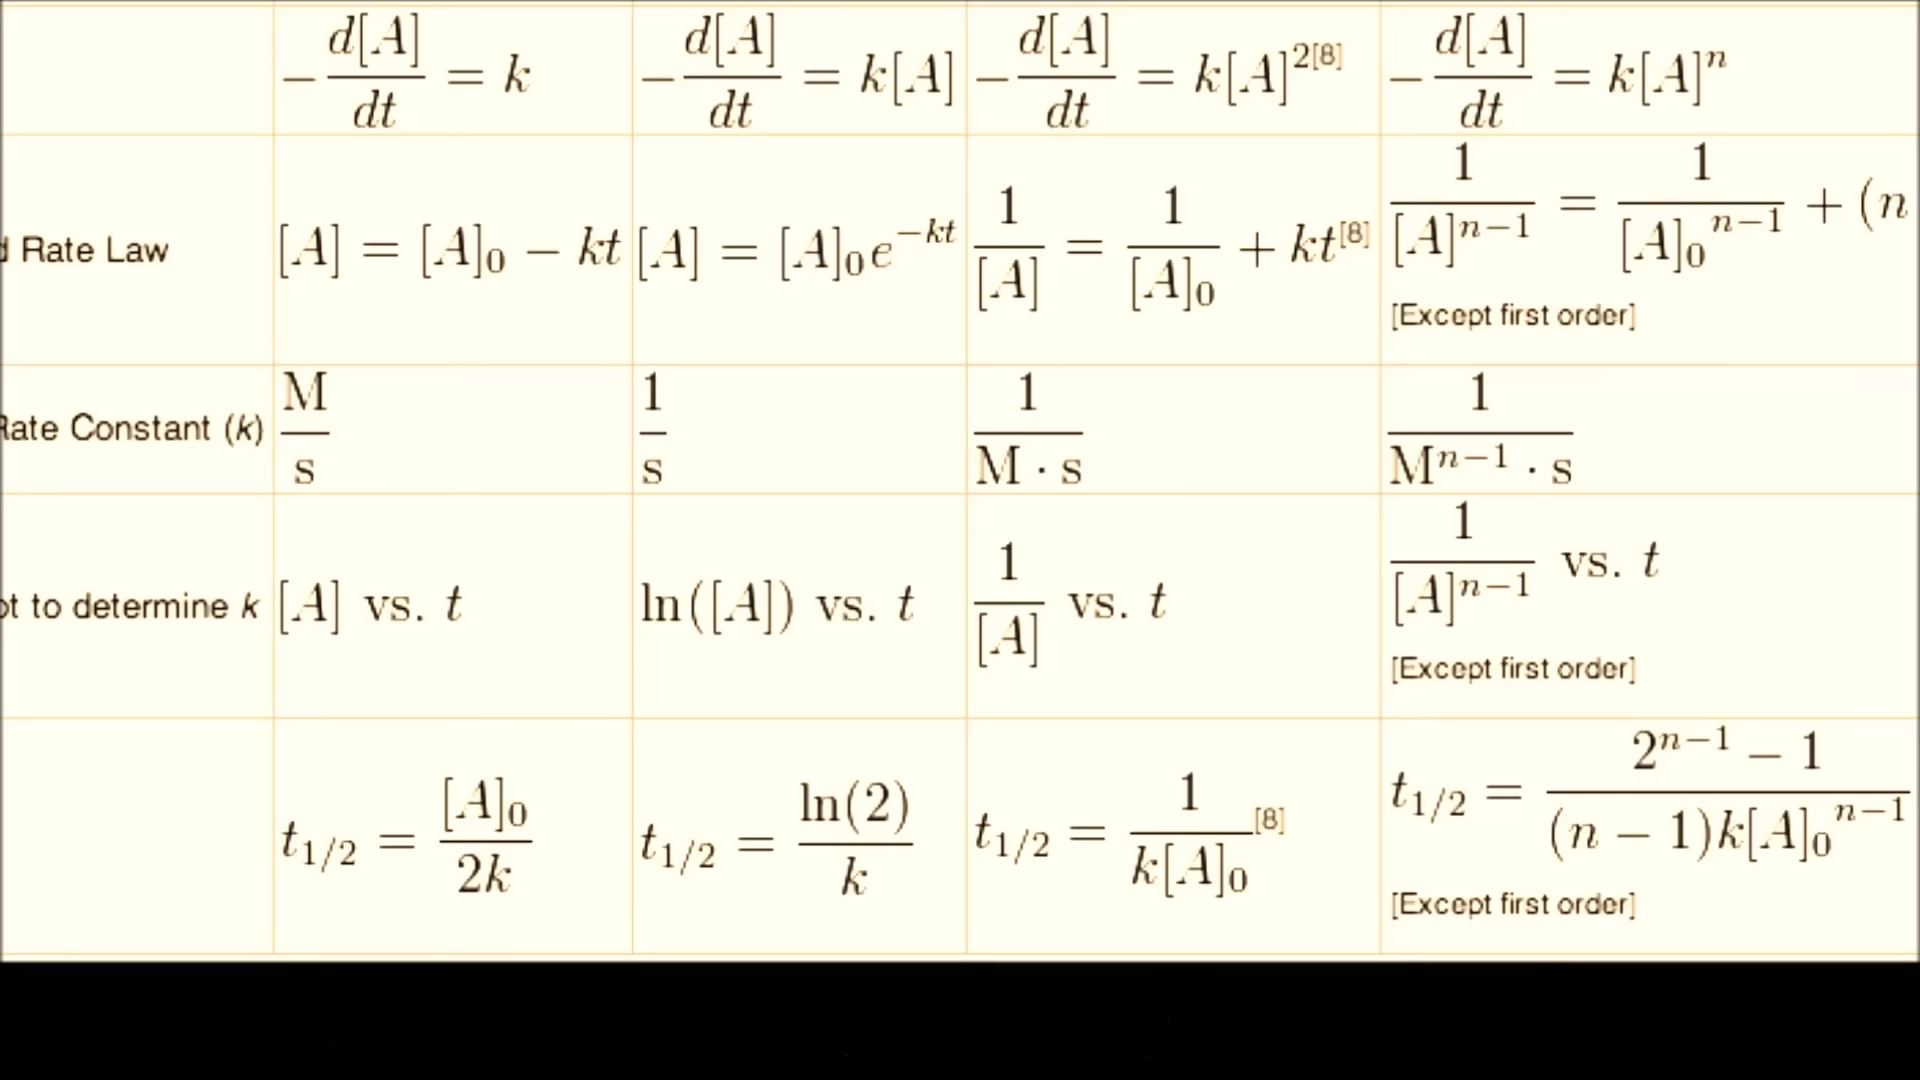 -d[A]/dt = k	-d[A]/dt = k[A]	-d[A]/dt = k[A]^2[8]	-d[A]/dt = k[A]^n
d Rate Law	[A] = [A]₀ − kt	[A] = [A]₀e^−kt	1/[A] = 1/[A]₀ + kt[8]	1/[A]^n−1 = 1/[A]₀^n−1 + (n
[Except first order]
Rate Constant (k)	M/s	1/s	1/M · s	1/M^n−1 · s
ot to determine k	[A] vs. t	ln([A]) vs. t	1/[A] vs. t	1/[A]^n−1 vs. t
[Except first order]
t1/2 = [A]₀/2k	t1/2 = ln(2)/k	t1/2 = 1/k[A]₀ [8]	t1/2 = 2^n−1 − 1/(n − 1)k[A]₀^n−1
[Except first order]